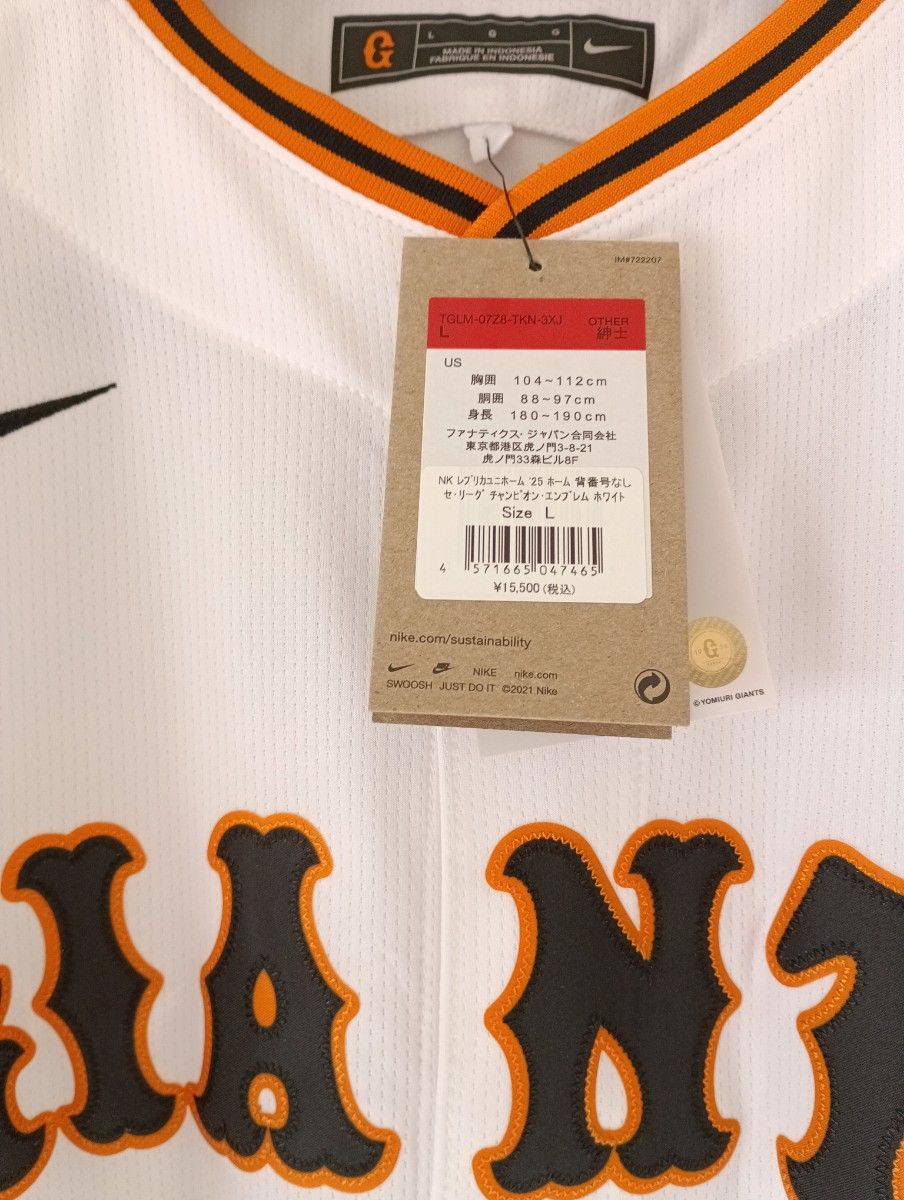 G L G G
MADE IN INDONESIA
FABRIQUÉ EN INDONÉSIE
IM#722207
TGLM-07Z8-TKN-3XJ OTHER
L 紳士
US
胸囲 104~112cm
胴囲 88~97cm
身長 180~190cm
ファナティクス・ジャパン合同会社
東京都港区虎ノ門3-8-21
虎ノ門33森ビル8F
NK ﾚﾌﾟﾘｶﾕﾆﾎｰﾑ '25 ﾎｰﾑ 背番号なし
ｾ･ﾘｰｸﾞ ﾁｬﾝﾋﾟｵﾝ･ｴﾝﾌﾞﾚﾑ ﾎﾜｲﾄ
Size L
4 571665 047465
¥15,500(税込)
nike.com/sustainability
NIKE nike.com
SWOOSH JUST DO IT ©2021 Nike
G
©YOMIURI GIANTS
GIANT